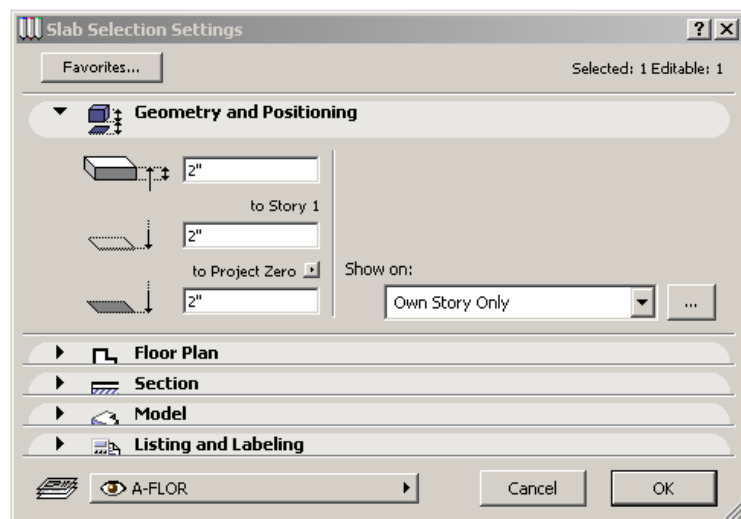 Slab Selection Settings
Favorites...
Selected: 1 Editable: 1
Geometry and Positioning
2"
to Story 1
2"
to Project Zero
Show on:
2"
Own Story Only
...
Floor Plan
Section
Model
Listing and Labeling
A-FLOR
Cancel
OK